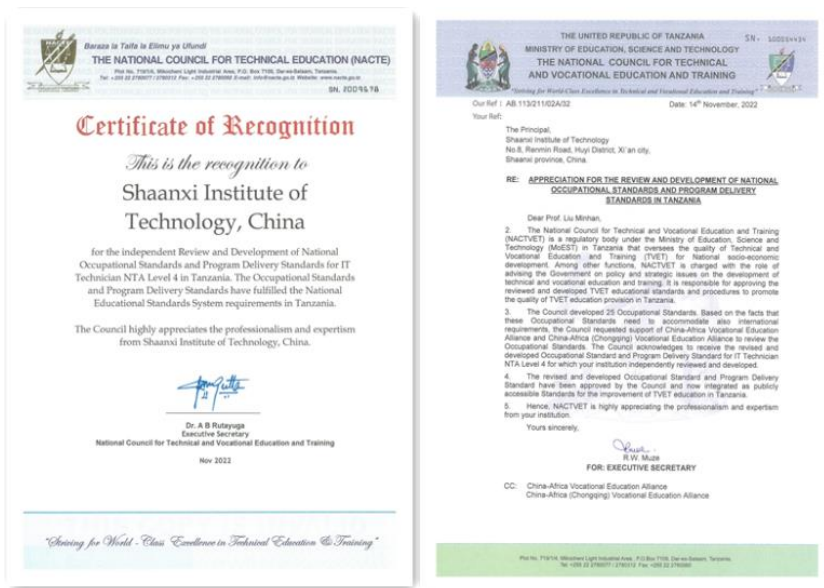 Baraza la Taifa la Elimu ya Ufundi
THE NATIONAL COUNCIL FOR TECHNICAL EDUCATION (NACTE)
Plot No. 719/1/4, Mikocheni Light Industrial Area, P.O. Box 7109, Dar-es-Salaam, Tanzania.
Certificate of Recognition
This is the recognition to
Shaanxi Institute of
Technology, China
for the independent Review and Development of National
Occupational Standards and Program Delivery Standards for IT
Technician NTA Level 4 in Tanzania. The Occupational Standards
and Program Delivery Standards have fulfilled the National
Educational Standards System requirements in Tanzania.
The Council highly appreciates the professionalism and expertism
from Shaanxi Institute of Technology, China.
Dr. A B Rutayuga
Executive Secretary
National Council for Technical and Vocational Education and Training
Nov 2022
"Striving for World - Class Excellence in Technical Education & Training"
THE UNITED REPUBLIC OF TANZANIA
MINISTRY OF EDUCATION, SCIENCE AND TECHNOLOGY
THE NATIONAL COUNCIL FOR TECHNICAL
AND VOCATIONAL EDUCATION AND TRAINING
"Striving for World-Class Excellence in Technical and Vocational Education and Training"
Our Ref : AB.113/211/02A/32 Date: 14th November, 2022
Your Ref:
The Principal,
Shaanxi Institute of Technology
No.8, Renmin Road, Huyi District, Xi'an city,
Shaanxi province, China.
RE: APPRECIATION FOR THE REVIEW AND DEVELOPMENT OF NATIONAL
OCCUPATIONAL STANDARDS AND PROGRAM DELIVERY
STANDARDS IN TANZANIA
Dear Prof. Liu Minhan,
2. The National Council for Technical and Vocational Education and Training
(NACTVET) is a regulatory body under the Ministry of Education, Science and
Technology (MoEST) in Tanzania that oversees the quality of Technical and
Vocational Education and Training (TVET) for National socio-economic
development. Among other functions, NACTVET is charged with the role of
advising the Government on policy and strategic issues on the development of
technical and vocational education and training. It is responsible for approving the
reviewed and developed TVET educational standards and procedures to promote
the quality of TVET education provision in Tanzania.
3. The Council developed 25 Occupational Standards. Based on the facts that
these Occupational Standards need to accommodate also international
requirements, the Council requested support of China-Africa Vocational Education
Alliance and China-Africa (Chongqing) Vocational Education Alliance to review the
Occupational Standards. The Council acknowledges to receive the revised and
developed Occupational Standard and Program Delivery Standard for IT Technician
NTA Level 4 for which your institution independently reviewed and developed.
4. The revised and developed Occupational Standard and Program Delivery
Standard have been approved by the Council and now integrated as publicly
accessible Standards for the improvement of TVET education in Tanzania.
5. Hence, NACTVET is highly appreciating the professionalism and expertism
from your institution.
Yours sincerely,
R.W. Muze
FOR: EXECUTIVE SECRETARY
CC: China-Africa Vocational Education Alliance
China-Africa (Chongqing) Vocational Education Alliance